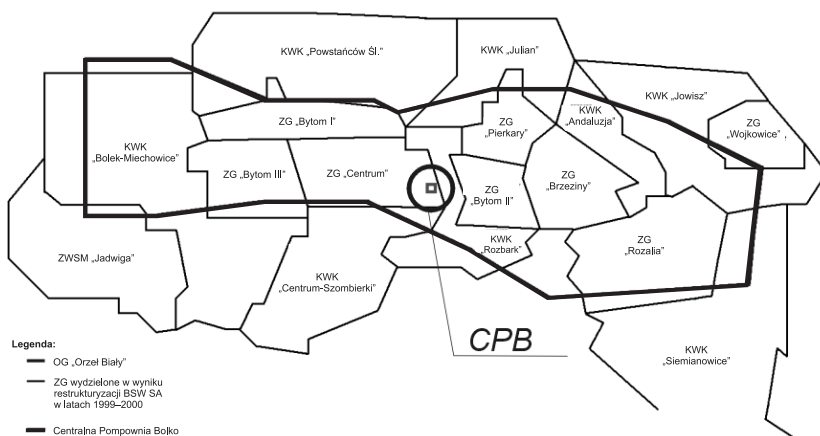 KWK „Powstańców Śl.”
KWK „Julian”
KWK „Jowisz”
KWK
„Andaluzja”
ZG
„Wojkowice”
ZG „Bytom I”
ZG
„Pierkary”
KWK
„Bolek-Miechowice”
ZG „Bytom III”
ZG „Centrum”
ZG
„Bytom II”
ZG
„Brzeziny”
KWK
„Rozbark”
ZG
„Rozalia”
ZWSM „Jadwiga”
KWK
„Centrum-Szombierki”
CPB
KWK
„Siemianowice”
Legenda:
OG „Orzeł Biały”
ZG wydzielone w wyniku
restrukturyzacji BSW SA
w latach 1999–2000
Centralna Pompownia Bolko